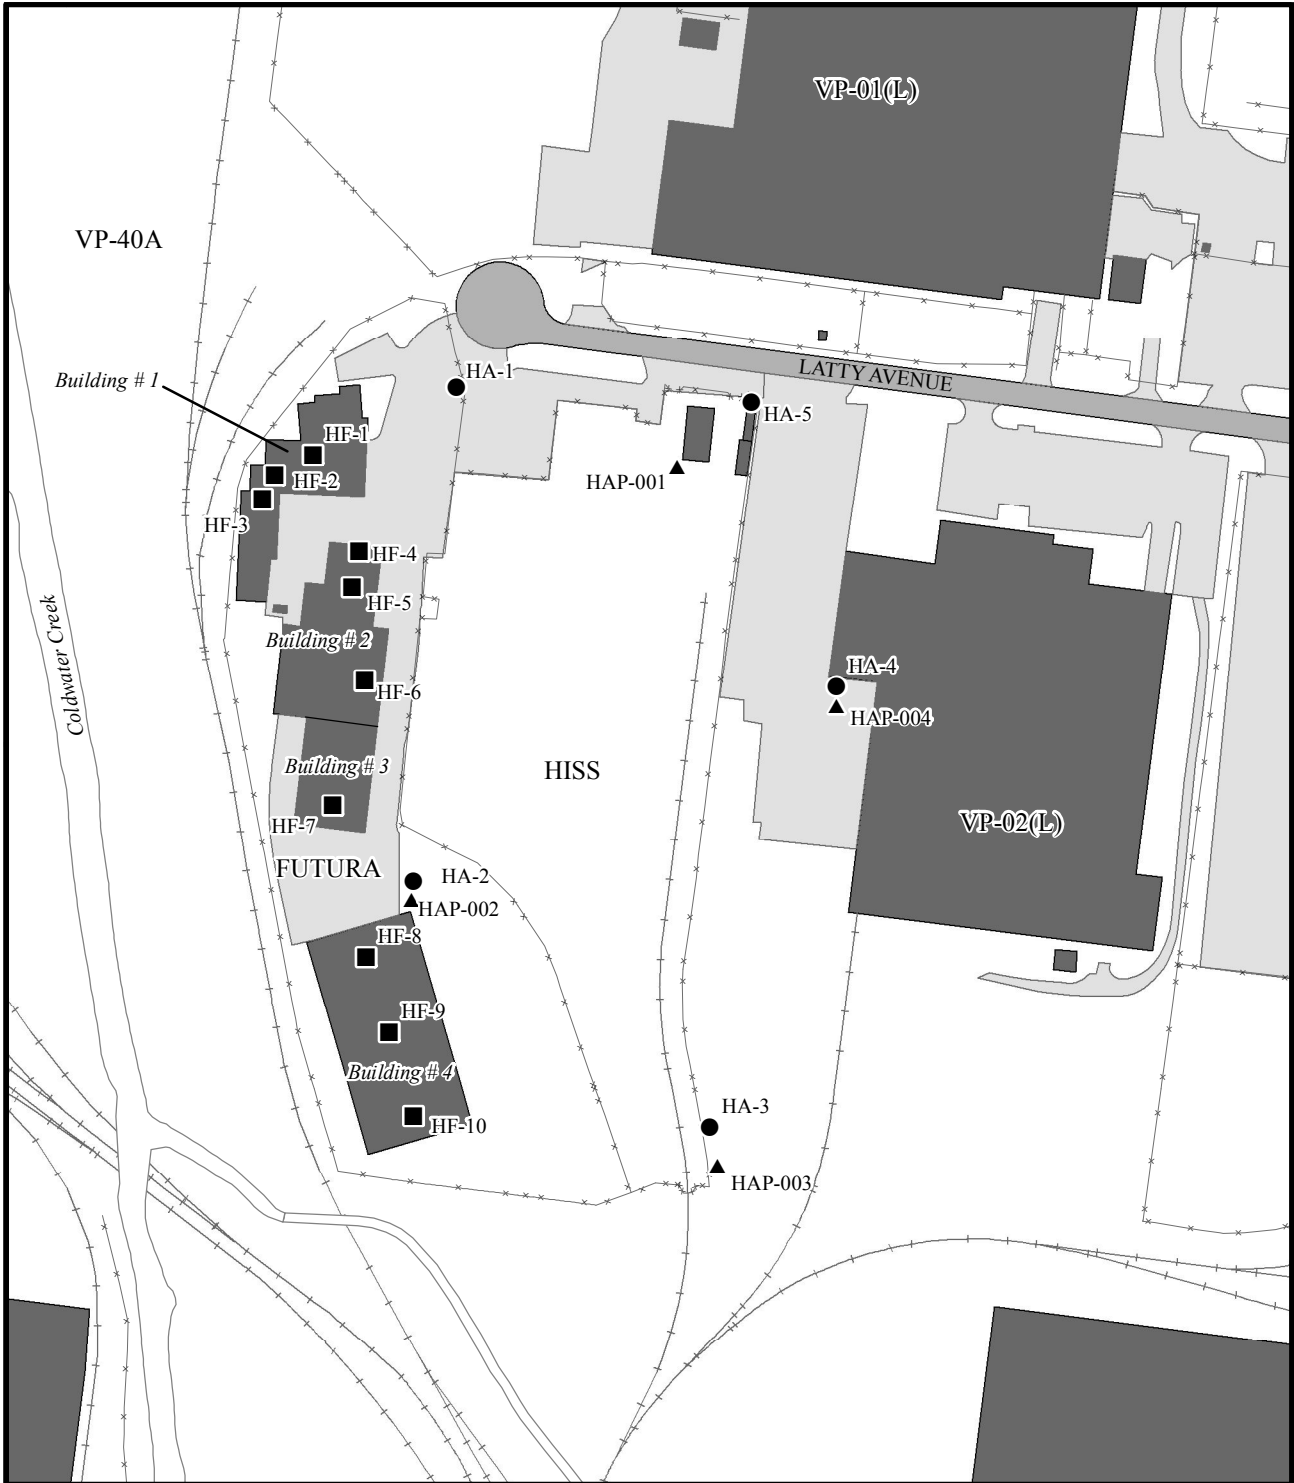 VP-01(L)
VP-40A
LATTY AVENUE
HA-1
Building # 1
HA-5
HF-1
HF-2
HAP-001
HF-3
HF-4
HF-5
Coldwater Creek
Building # 2
HA-4
HF-6
HAP-004
Building # 3
HISS
HF-7
VP-02(L)
FUTURA
HA-2
HAP-002
HF-8
HF-9
Building # 4
HA-3
HF-10
HAP-003